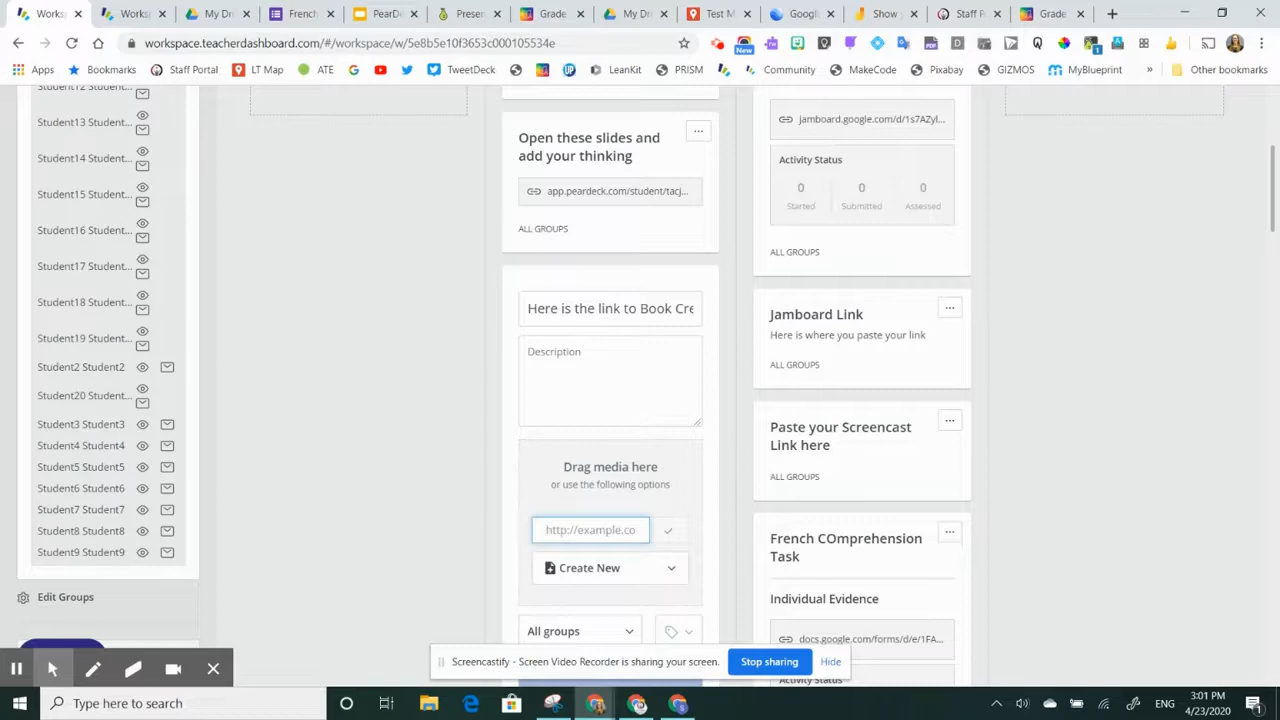 Works
Works
My Dr
French
PearDe
Presen
Grade
My Dr
Test M
Googl
Show
Staff P
Grade
workspace.teacherdashboard.com/#/workspace/w/5e8b5e10f3653c000105534e
New
1
Apps
Bookmarks
Staff Portal
LT Map
ATE
TweetDeck
LeanKit
PRISM
Community
MakeCode
Pixabay
GIZMOS
MyBlueprint
»
Other bookmarks
Student12 Student...
Student13 Student...
Student14 Student...
Student15 Student...
Student16 Student...
Student17 Student...
Student18 Student...
Student19 Student...
Student2 Student2
Student20 Student...
Student3 Student3
Student4 Student4
Student5 Student5
Student6 Student6
Student7 Student7
Student8 Student8
Student9 Student9
Edit Groups
Open these slides and
add your thinking
app.peardeck.com/student/tacj...
ALL GROUPS
Here is the link to Book Cre
Description
Drag media here
or use the following options
http://example.co
Create New
All groups
jamboard.google.com/d/1s7AZyl...
Activity Status
0 0 0
Started Submitted Assessed
ALL GROUPS
Jamboard Link
Here is where you paste your link
ALL GROUPS
Paste your Screencast
Link here
ALL GROUPS
French COmprehension
Task
Individual Evidence
docs.google.com/forms/d/e/1FA...
Activity Status
Screencastify - Screen Video Recorder is sharing your screen.
Stop sharing
Hide
Type here to search
ENG
3:01 PM
4/23/2020
1